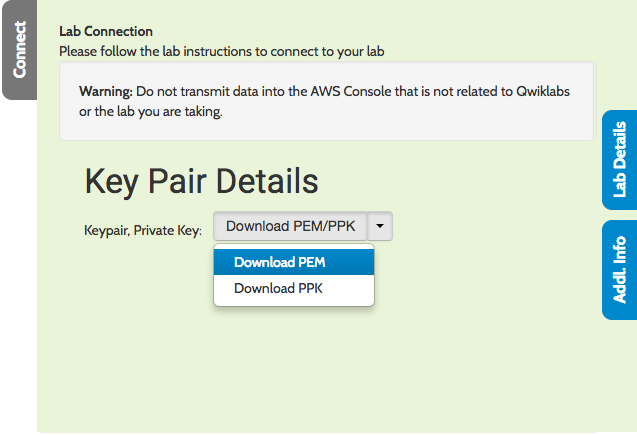 Connect
Lab Connection
Please follow the lab instructions to connect to your lab
Warning: Do not transmit data into the AWS Console that is not related to Qwiklabs
or the lab you are taking.
Key Pair Details
Keypair, Private Key:
Download PEM/PPK
Download PEM
Download PPK
Lab Details
Addl. Info